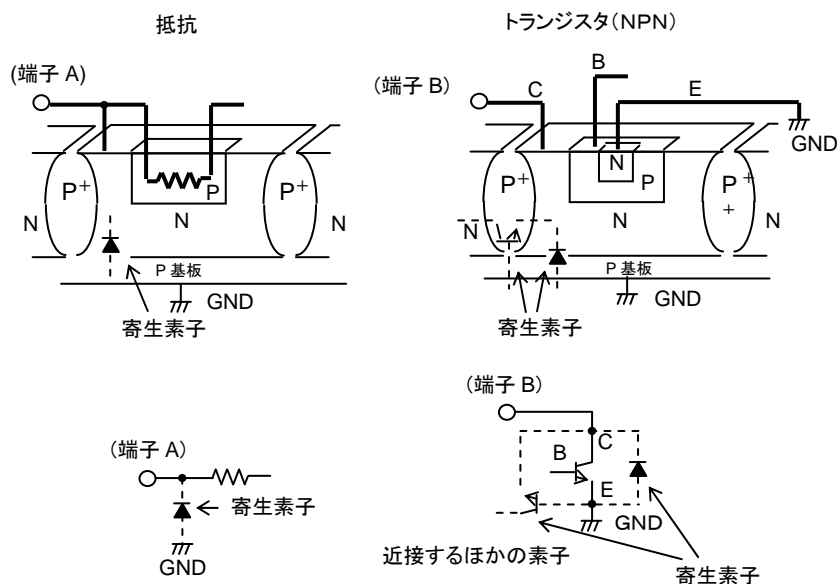 抵抗
トランジスタ(NPN)
(端子 A)
(端子 B)
B
C
E
GND
N
P
P+
P+
N
N
N
P
P+
P+
+
N
N
N
P 基板
GND
寄生素子
P 基板
GND
寄生素子
(端子 A)
寄生素子
GND
(端子 B)
C
B
E
GND
近接するほかの素子
寄生素子